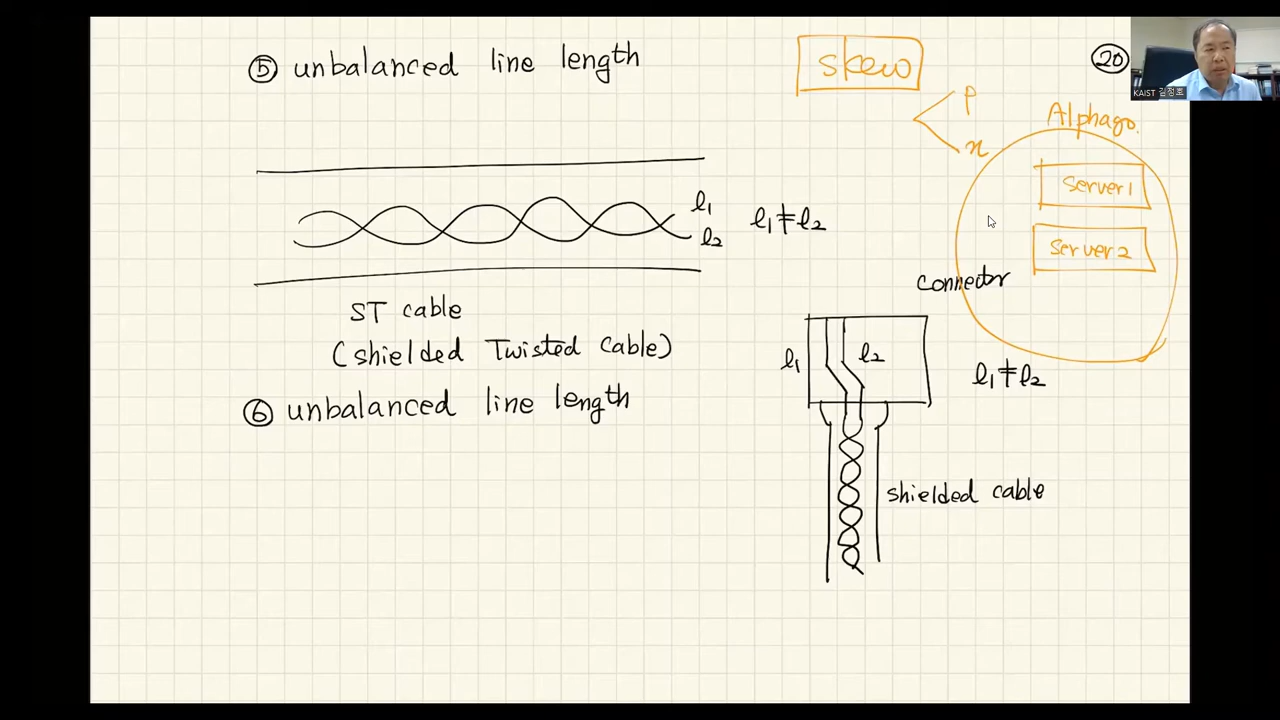 ⑤ unbalanced line length
skew
⑳
KAIST 김정호
p
n
Alphago.
server1
server2
l₁
l₂
l₁≠l₂
ST cable
(shielded Twisted cable)
connector
l₁
l₂
l₁≠l₂
⑥ unbalanced line length
shielded cable